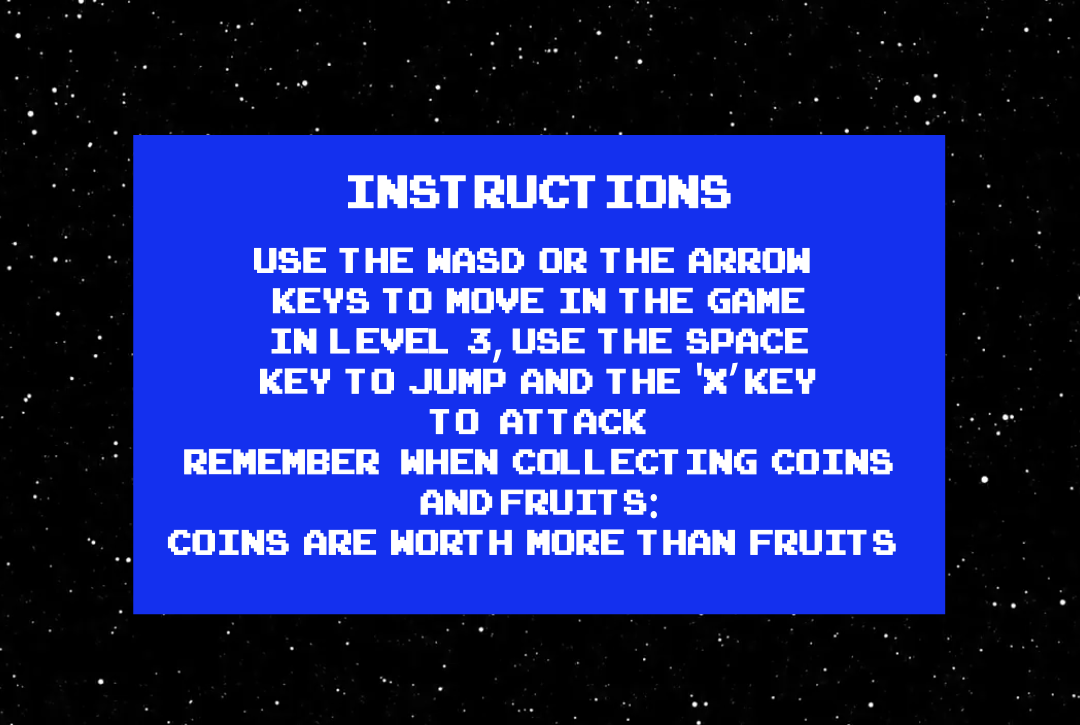 INSTRUCTIONS
USE THE WASD OR THE ARROW
KEYS TO MOVE IN THE GAME
IN LEVEL 3, USE THE SPACE
KEY TO JUMP AND THE 'X' KEY
TO ATTACK
REMEMBER WHEN COLLECTING COINS
AND FRUITS:
COINS ARE WORTH MORE THAN FRUITS